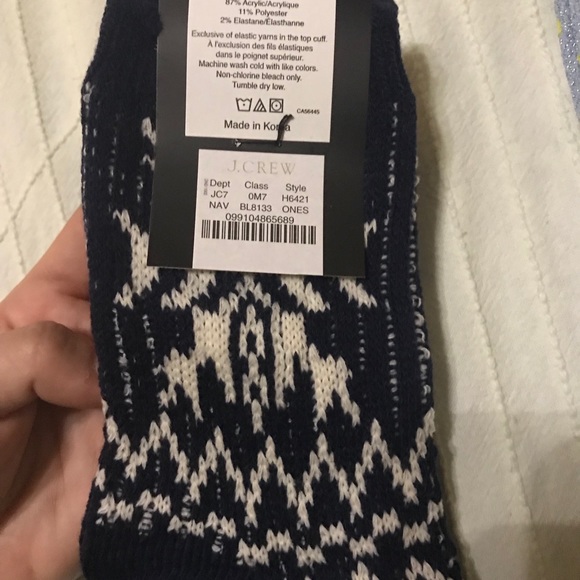 87% Acrylic/Acrylique
11% Polyester
2% Elastane/Élasthanne
Exclusive of elastic yarns in the top cuff.
À l'exclusion des fils élastiques
dans le poignet supérieur.
Machine wash cold with like colors.
Non-chlorine bleach only.
Tumble dry low.
CA56445
Made in Korea
J.CREW
Dept Class Style
JC7 0M7 H6421
NAV BL8133 ONES
099104865689